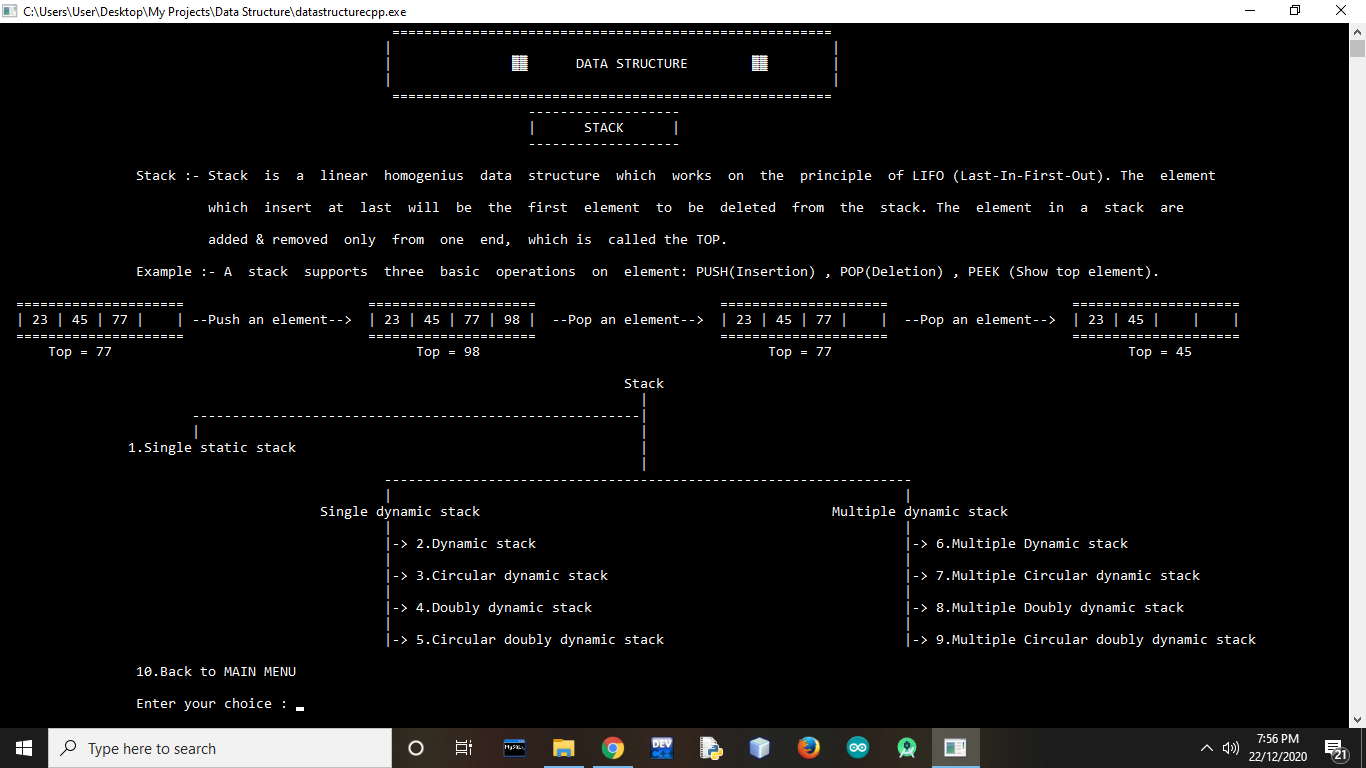 C:\Users\User\Desktop\My Projects\Data Structure\datastructurecpp.exe
DATA STRUCTURE
STACK
Stack :- Stack is a linear homogenius data structure which works on the principle of LIFO (Last-In-First-Out). The element
which insert at last will be the first element to be deleted from the stack. The element in a stack are
added & removed only from one end, which is called the TOP.
Example :- A stack supports three basic operations on element: PUSH(Insertion) , POP(Deletion) , PEEK (Show top element).
| 23 | 45 | 77 |    | --Push an element--> | 23 | 45 | 77 | 98 | --Pop an element--> | 23 | 45 | 77 |    | --Pop an element--> | 23 | 45 |    |    |
Top = 77 Top = 98 Top = 77 Top = 45
Stack
1.Single static stack
Single dynamic stack Multiple dynamic stack
|-> 2.Dynamic stack |-> 6.Multiple Dynamic stack
|-> 3.Circular dynamic stack |-> 7.Multiple Circular dynamic stack
|-> 4.Doubly dynamic stack |-> 8.Multiple Doubly dynamic stack
|-> 5.Circular doubly dynamic stack |-> 9.Multiple Circular doubly dynamic stack
10.Back to MAIN MENU
Enter your choice : _
Type here to search
MySQL
DEV
7:56 PM
22/12/2020
21